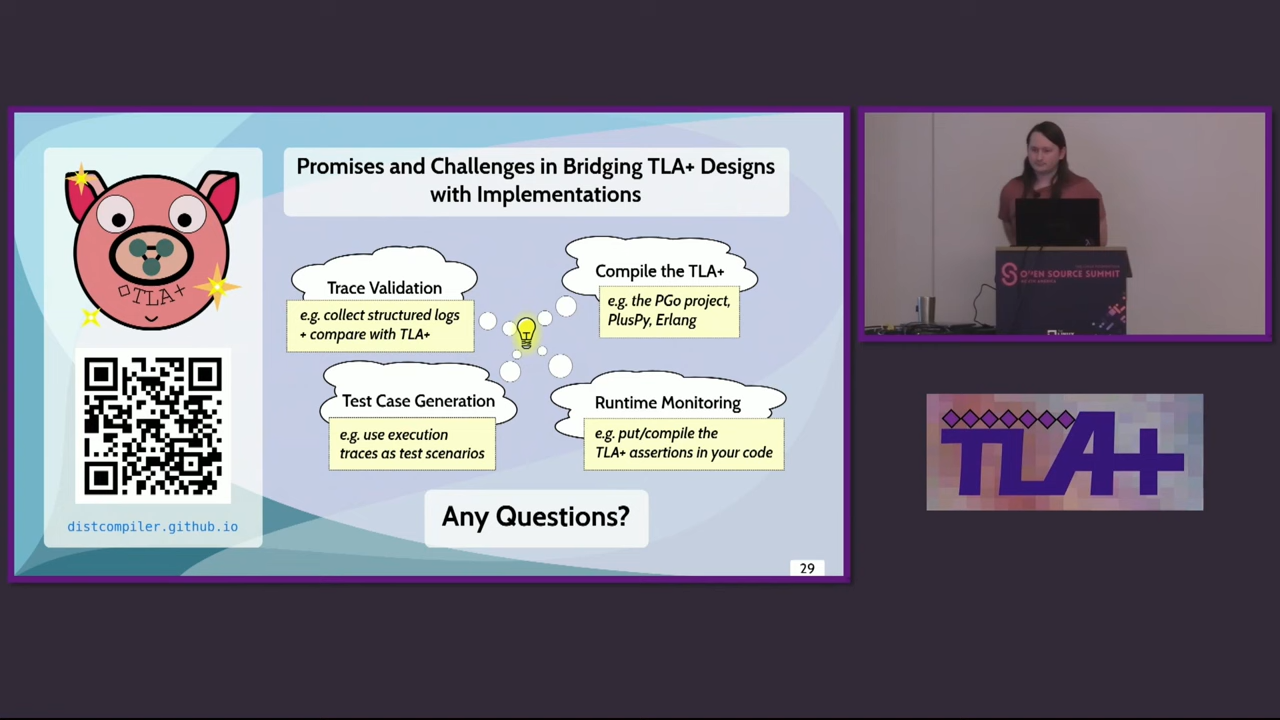 Promises and Challenges in Bridging TLA+ Designs
with Implementations
Trace Validation
e.g. collect structured logs
+ compare with TLA+
Compile the TLA+
e.g. the PGo project,
PlusPy, Erlang
Test Case Generation
e.g. use execution
traces as test scenarios
Runtime Monitoring
e.g. put/compile the
TLA+ assertions in your code
Any Questions?
□TLA+
distcompiler.github.io
29
OPEN SOURCE SUMMIT
TLA+